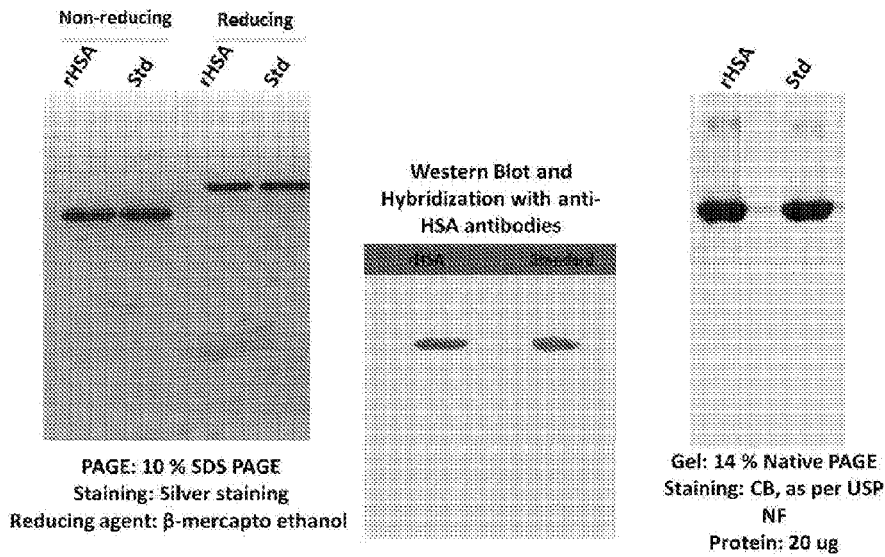 Non-reducing
Reducing
rHSA
Std
rHSA
Std
PAGE: 10 % SDS PAGE
Staining: Silver staining
Reducing agent: β-mercapto ethanol
Western Blot and
Hybridization with anti-
HSA antibodies
rHSA
Standard
rHSA
Std
Gel: 14 % Native PAGE
Staining: CB, as per USP
NF
Protein: 20 ug